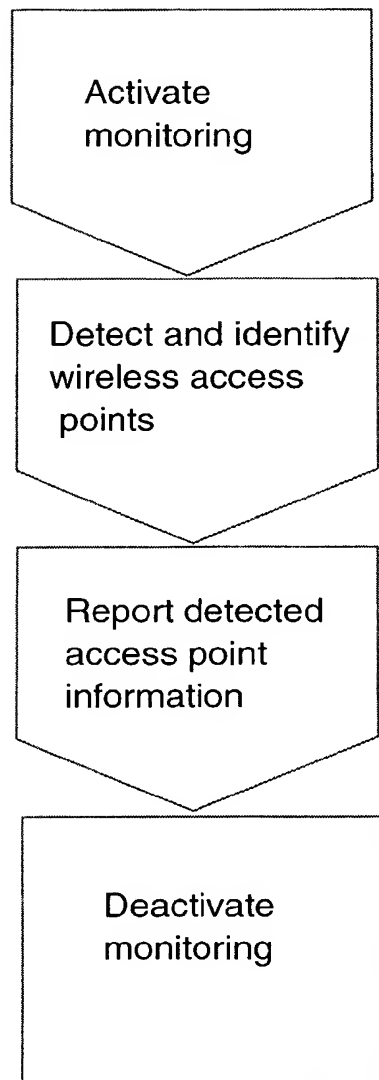 Activate
monitoring
Detect and identify
wireless access
points
Report detected
access point
information
Deactivate
monitoring